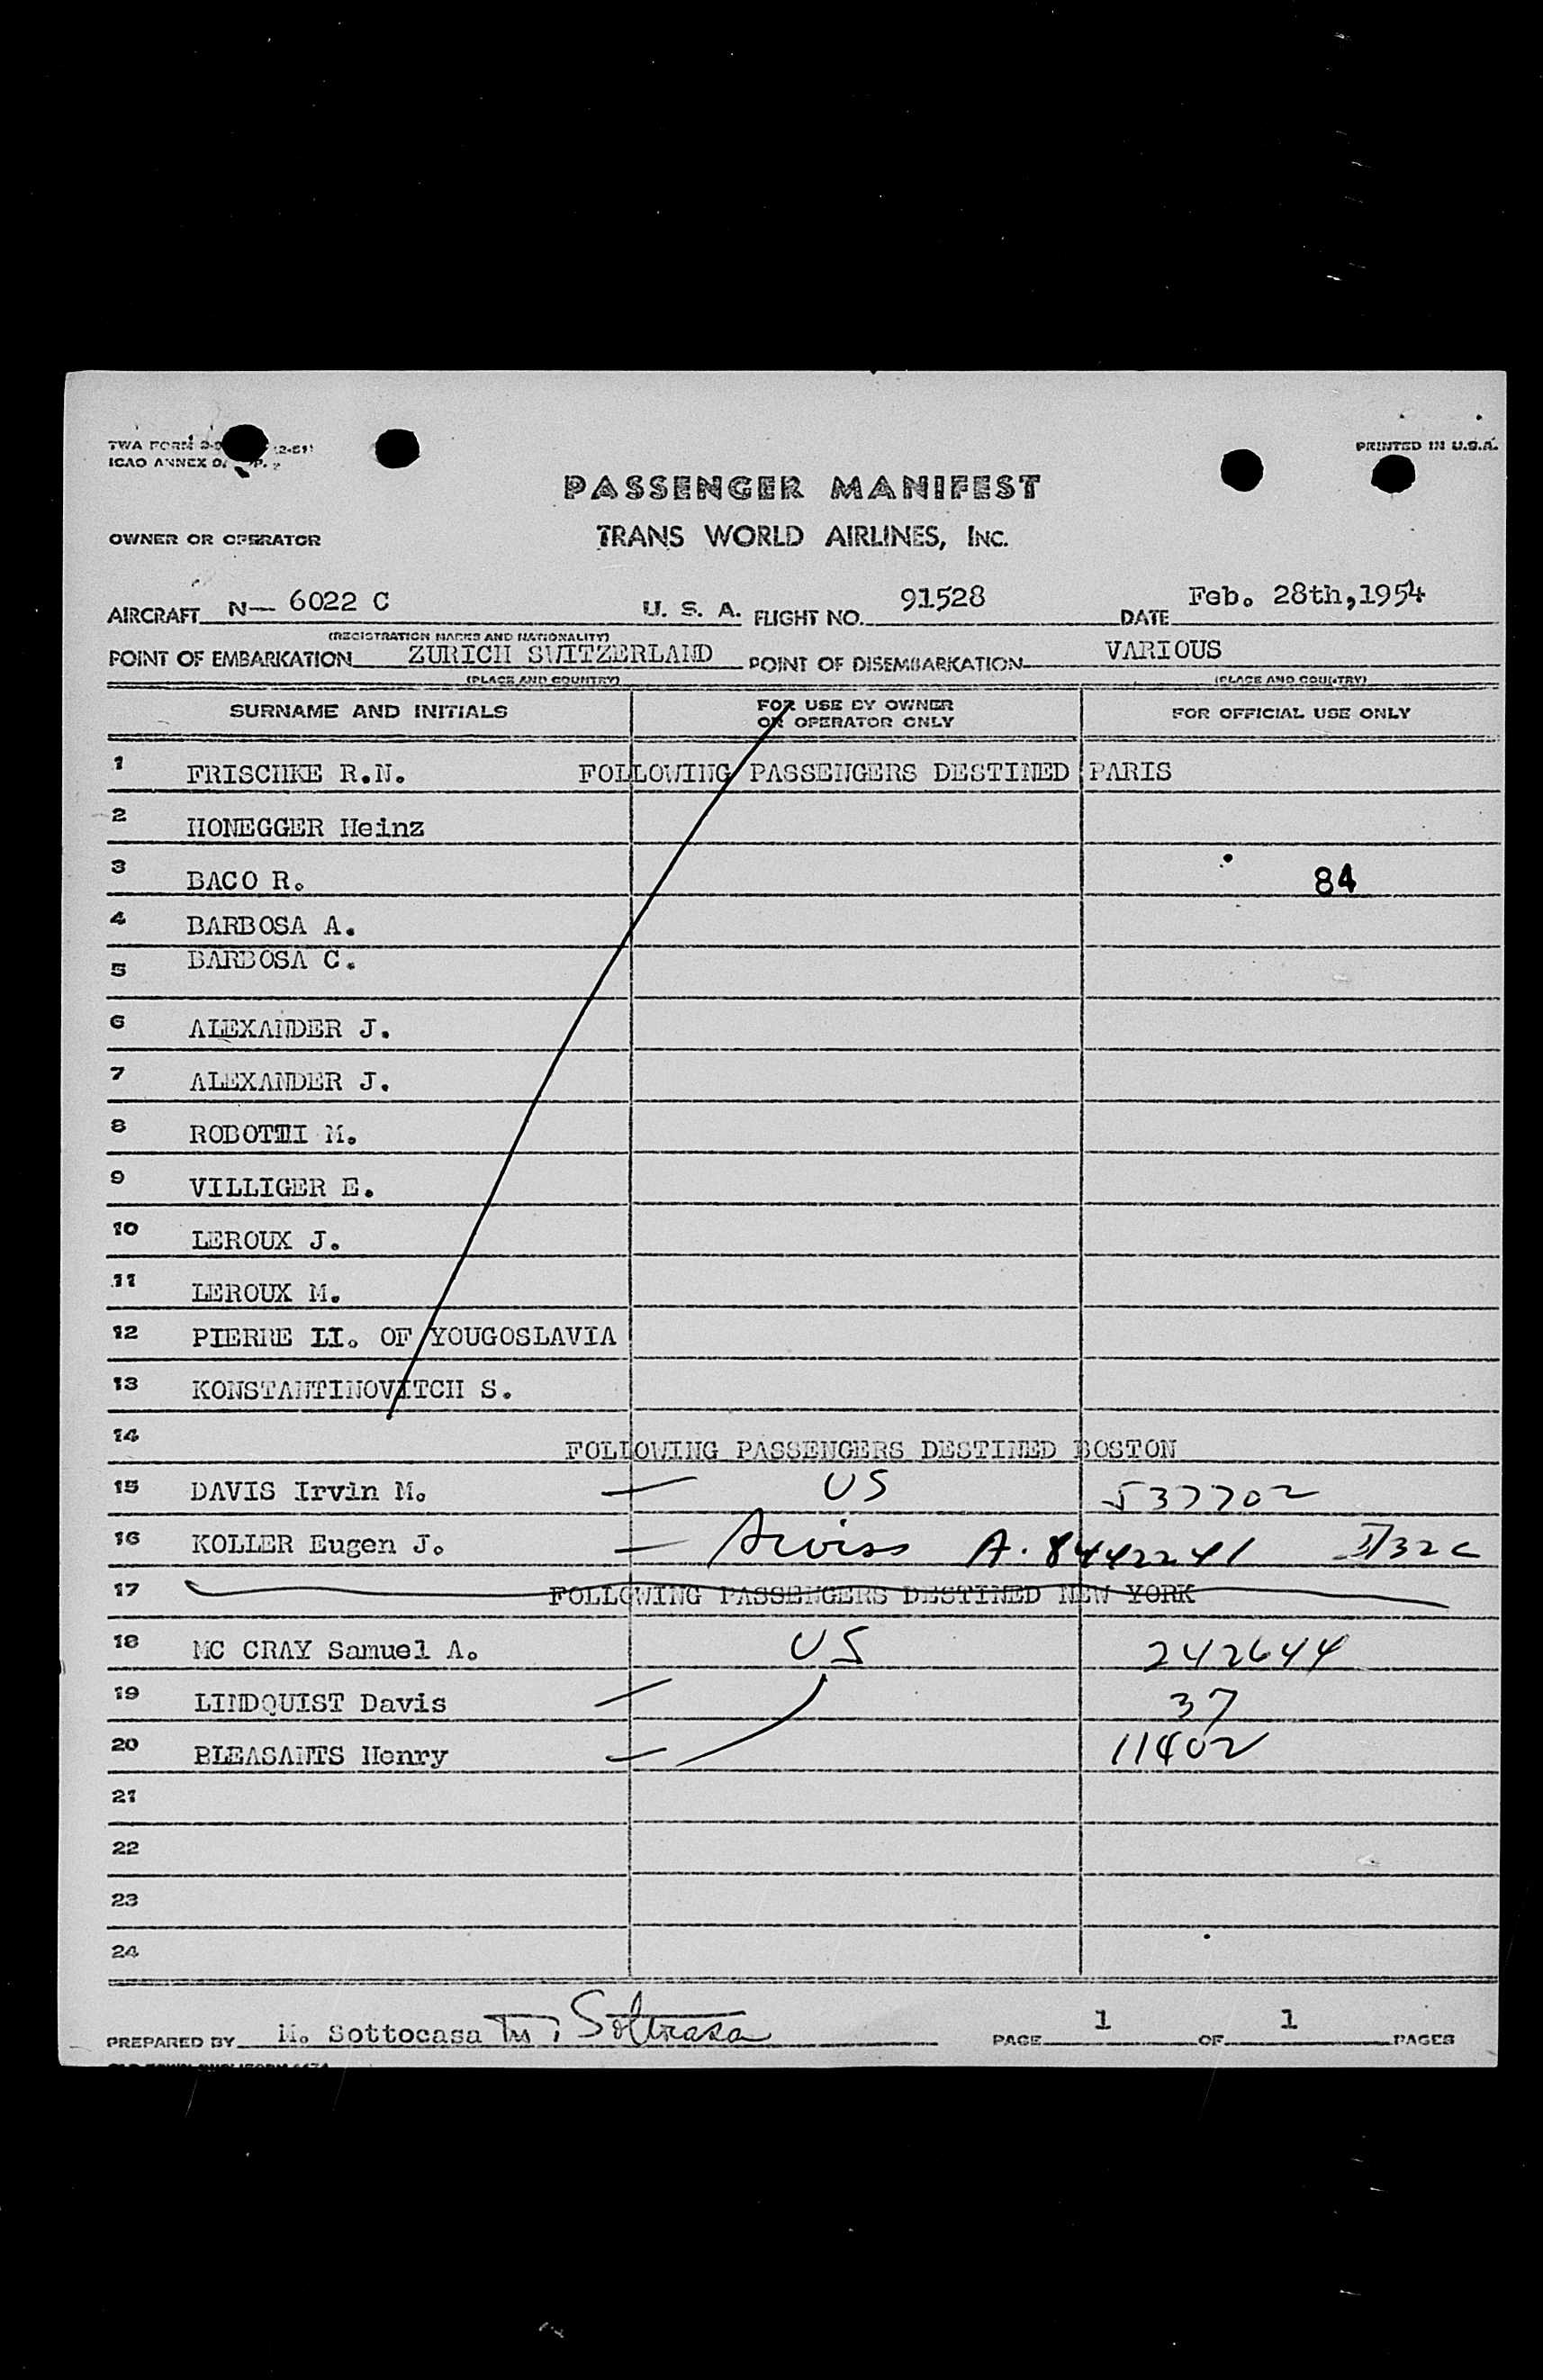 TWA FORM
ICAO ANNEX
PRINTED IN U.S.A.
PASSENGER MANIFEST
OWNER OR OPERATOR TRANS WORLD AIRLINES, INC.
AIRCRAFT N— 6022 C U. S. A. FLIGHT NO. 91528 DATE Feb. 28th,1954
(REGISTRATION MARKS AND NATIONALITY)
POINT OF EMBARKATION ZURICH SWITZERLAND POINT OF DISEMBARKATION VARIOUS
(PLACE AND COUNTRY) (PLACE AND COUNTRY)
SURNAME AND INITIALS FOR USE BY OWNER OR OPERATOR ONLY FOR OFFICIAL USE ONLY
1 FRISCHKE R.N. FOLLOWING PASSENGERS DESTINED PARIS
2 HONEGGER Heinz
3 BACO R. 84
4 BARBOSA A.
5 BARBOSA C.
6 ALEXANDER J.
7 ALEXANDER J.
8 ROBOTTI M.
9 VILLIGER E.
10 LEROUX J.
11 LEROUX M.
12 PIERRE II. OF YOUGOSLAVIA
13 KONSTANTINOVITCH S.
14 FOLLOWING PASSENGERS DESTINED BOSTON
15 DAVIS Irvin M. — US 537702
16 KOLLER Eugen J. — Swiss A. 8442241
17 FOLLOWING PASSENGERS DESTINED NEW YORK
18 MC CRAY Samuel A. US 242644
19 LINDQUIST Davis 37
20 PLEASANTS Henry 11402
21
22
23
24
PREPARED BY M. Sottocasa M. Sottocasa PAGE 1 OF 1 PAGES